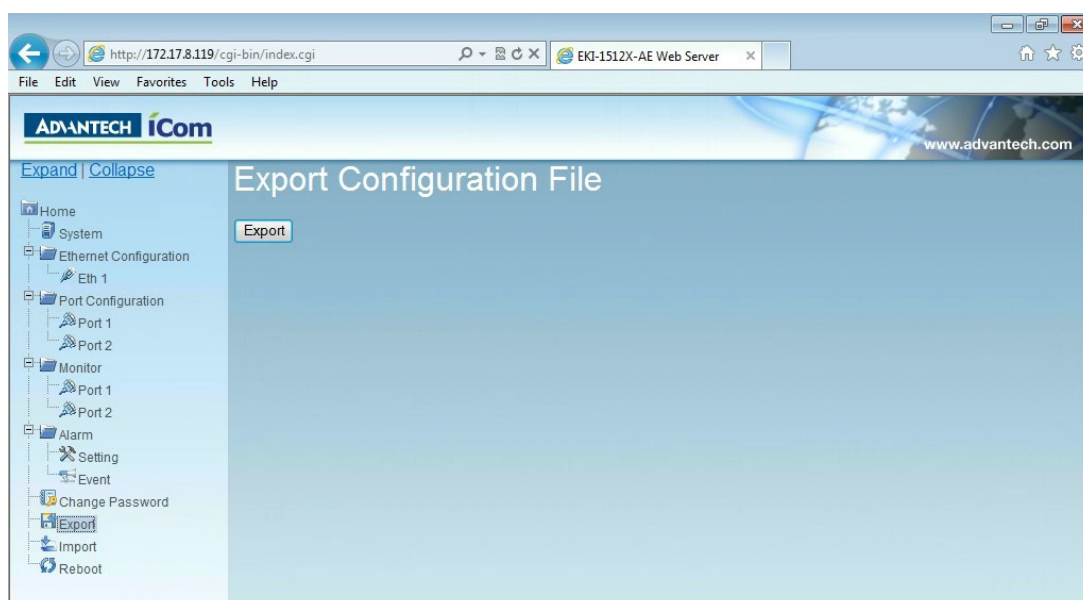 http://172.17.8.119/cgi-bin/index.cgi
EKI-1512X-AE Web Server
File Edit View Favorites Tools Help
ADVANTECH iCom
www.advantech.com
Expand | Collapse
Export Configuration File
Export
Home
System
Ethernet Configuration
Eth 1
Port Configuration
Port 1
Port 2
Monitor
Port 1
Port 2
Alarm
Setting
Event
Change Password
Export
Import
Reboot